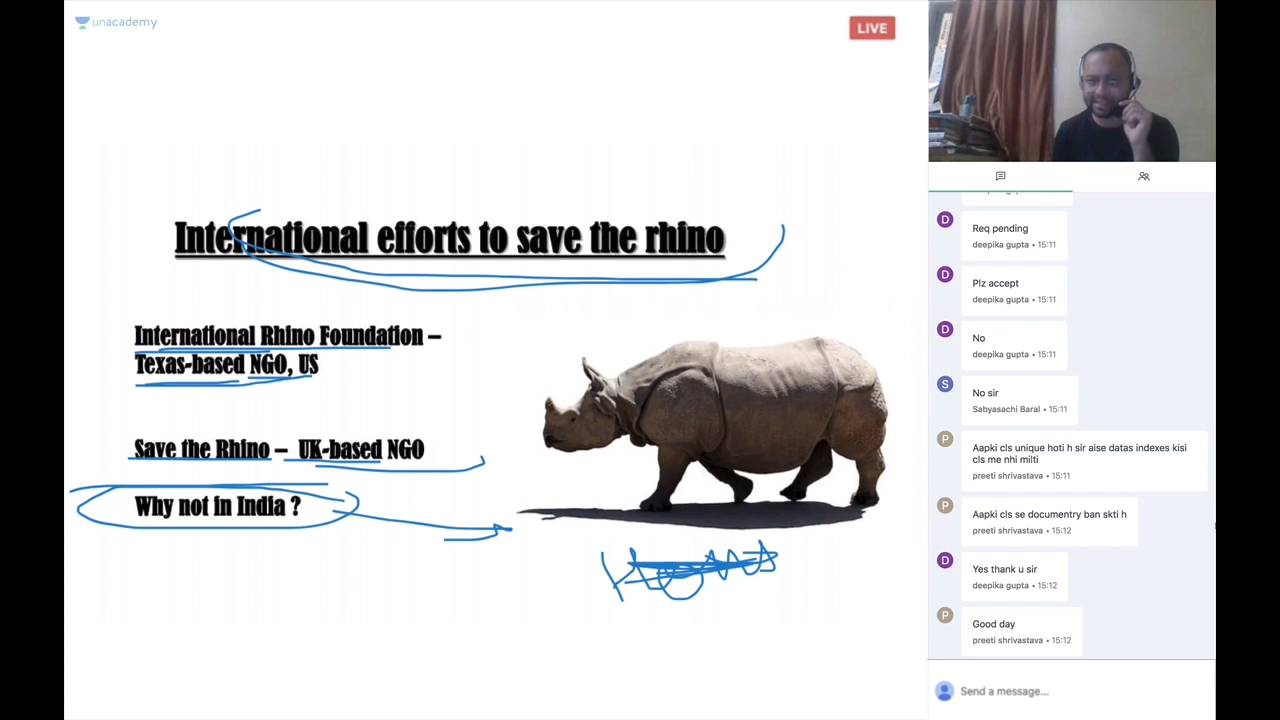 unacademy
LIVE
International efforts to save the rhino
International Rhino Foundation –
Texas-based NGO, US
Save the Rhino – UK-based NGO
Why not in India ?
D
Req pending
deepika gupta • 15:11
D
Plz accept
deepika gupta • 15:11
D
No
deepika gupta • 15:11
S
No sir
Sabyasachi Baral • 15:11
P
Aapki cls unique hoti h sir aise datas indexes kisi
cls me nhi milti
preeti shrivastava • 15:11
P
Aapki cls se documentry ban skti h
preeti shrivastava • 15:12
D
Yes thank u sir
deepika gupta • 15:12
P
Good day
preeti shrivastava • 15:12
Send a message...